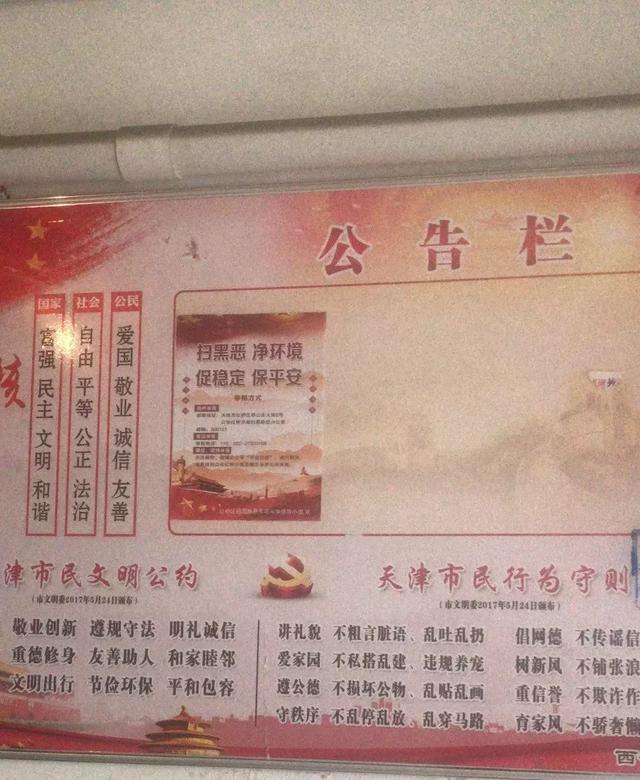 公告栏
国家 社会 公民
富强 民主 文明 和谐
自由 平等 公正 法治
爱国 敬业 诚信 友善
扫黑恶 净环境
促稳定 保平安
举报方式
津市民文明公约
(市文明委2017年5月24日颁布)
敬业创新 遵规守法 明礼诚信
重德修身 友善助人 和家睦邻
文明出行 节俭环保 平和包容
天津市民行为守则
(市文明委2017年5月24日颁布)
讲礼貌 不粗言脏语、乱吐乱扔 倡网德 不传谣信
爱家园 不私搭乱建、违规养宠 树新风 不铺张浪
遵公德 不损坏公物、乱贴乱画 重信誉 不欺诈作
守秩序 不乱停乱放、乱穿马路 育家风 不骄奢懒
西